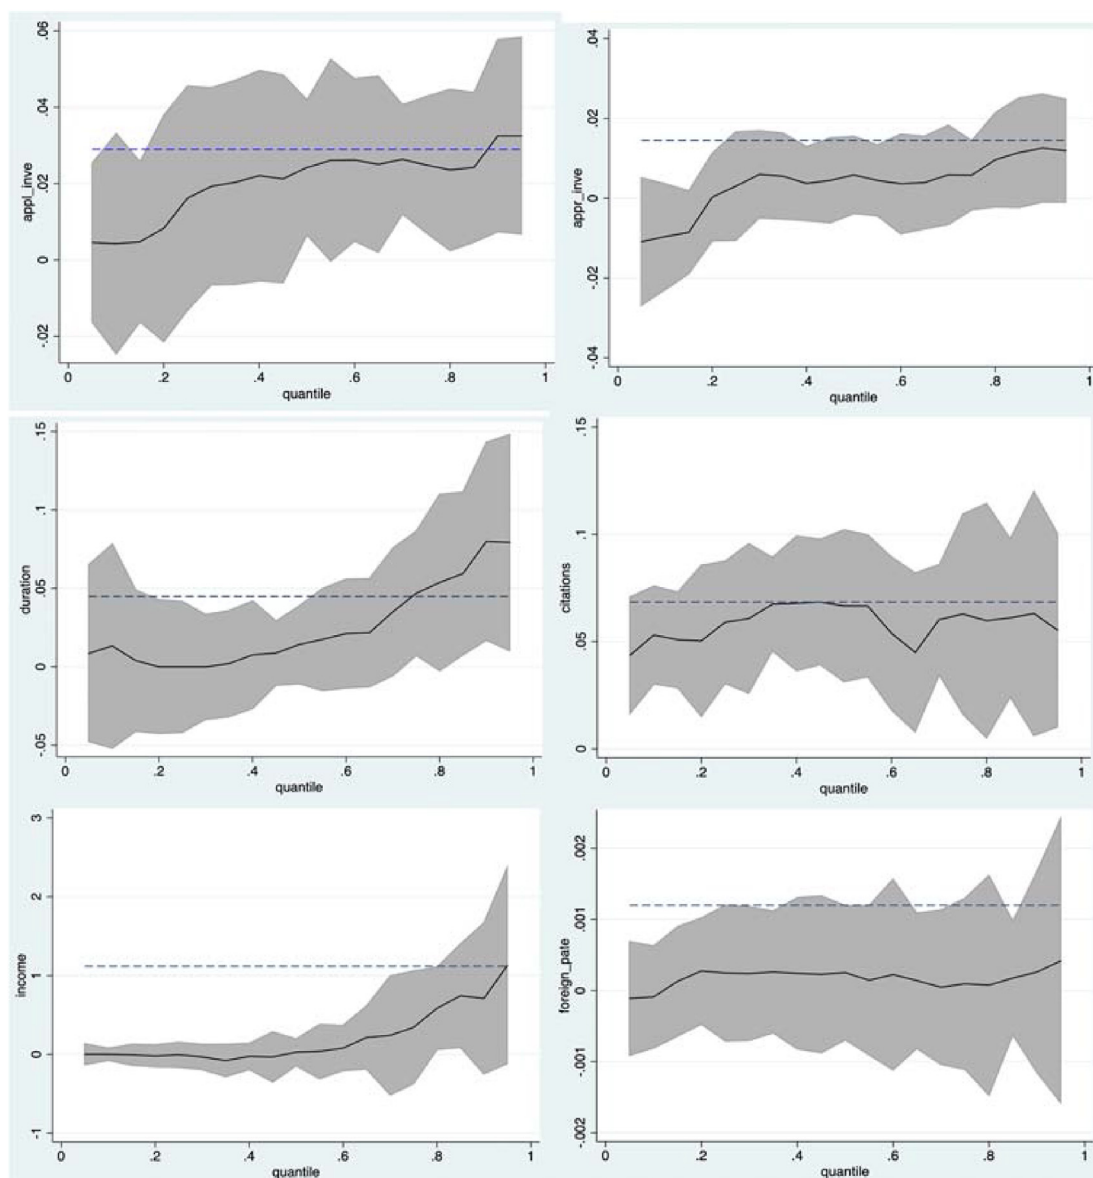 .06
.04
.02
0
-.02
appl_inve
0 .2 .4 .6 .8 1
quantile
.04
.02
0
-.02
-.04
appr_inve
0 .2 .4 .6 .8 1
quantile
.15
.1
.05
0
-.05
duration
0 .2 .4 .6 .8 1
quantile
.15
.1
.05
0
citations
0 .2 .4 .6 .8 1
quantile
3
2
1
0
-1
income
0 .2 .4 .6 .8 1
quantile
.002
.001
0
-.001
-.002
foreign_pate
0 .2 .4 .6 .8 1
quantile